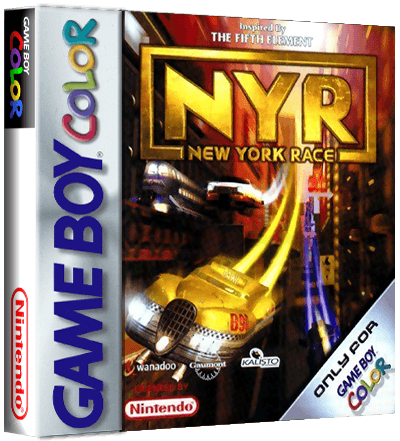 GAME BOY COLOR
Nintendo
GAME BOY COLOR
Inspired By
THE FIFTH ELEMENT
NYR
NEW YORK RACE
B9
wanadoo
Gaumont
KALISTO
LICENSED BY
Nintendo
ONLY FOR
GAME BOY
COLOR